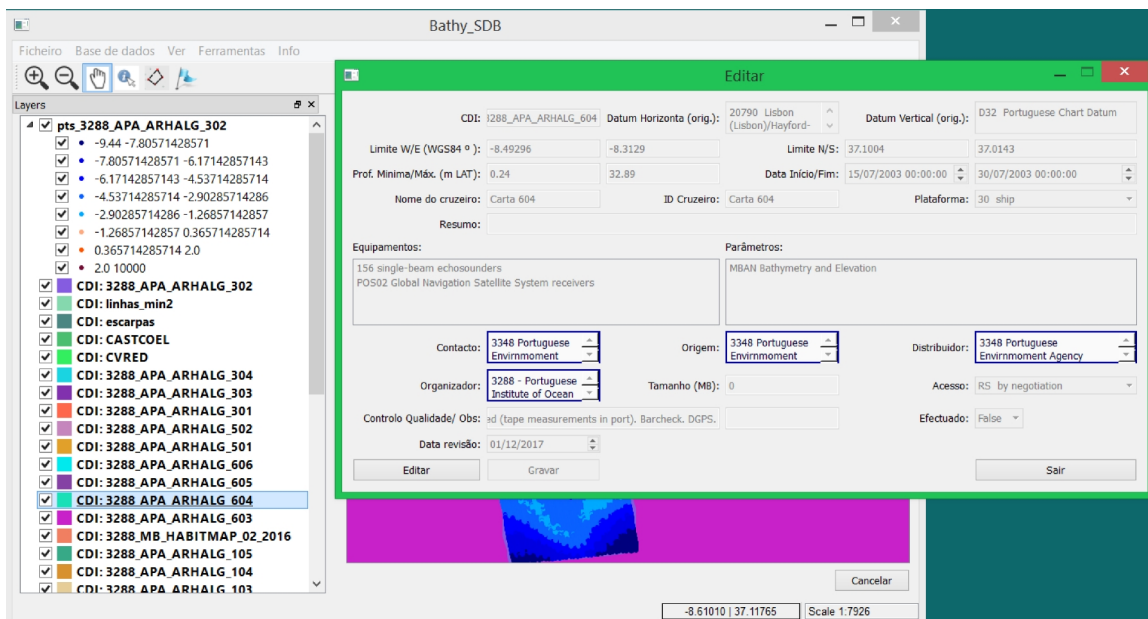 Bathy_SDB
Ficheiro Base de dados Ver Ferramentas Info
Layers
pts_3288_APA_ARHALG_302
-9.44 -7.80571428571
-7.80571428571 -6.17142857143
-6.17142857143 -4.53714285714
-4.53714285714 -2.90285714286
-2.90285714286 -1.26857142857
-1.26857142857 0.365714285714
0.365714285714 2.0
2.0 10000
CDI: 3288_APA_ARHALG_302
CDI: linhas_min2
CDI: escarpas
CDI: CASTCOEL
CDI: CVRED
CDI: 3288_APA_ARHALG_304
CDI: 3288_APA_ARHALG_303
CDI: 3288_APA_ARHALG_301
CDI: 3288_APA_ARHALG_502
CDI: 3288_APA_ARHALG_501
CDI: 3288_APA_ARHALG_606
CDI: 3288_APA_ARHALG_605
CDI: 3288_APA_ARHALG_604
CDI: 3288_APA_ARHALG_603
CDI: 3288_MB_HABITMAP_02_2016
CDI: 3288_APA_ARHALG_105
CDI: 3288_APA_ARHALG_104
CDI: 3288_APA_ARHALG_103
Editar
CDI: 3288_APA_ARHALG_604 Datum Horizonta (orig.): 20790 Lisbon
(Lisbon)/Hayford- Datum Vertical (orig.): D32 Portuguese Chart Datum
Limite W/E (WGS84 º ): -8.49296 -8.3129 Limite N/S: 37.1004 37.0143
Prof. Minima/Máx. (m LAT): 0.24 32.89 Data Início/Fim: 15/07/2003 00:00:00 30/07/2003 00:00:00
Nome do cruzeiro: Carta 604 ID Cruzeiro: Carta 604 Plataforma: 30 ship
Resumo:
Equipamentos: Parâmetros:
156 single-beam echosounders
POS02 Global Navigation Satellite System receivers
MBAN Bathymetry and Elevation
Contacto: 3348 Portuguese
Envirnmoment
Origem: 3348 Portuguese
Envirnmoment
Distribuidor: 3348 Portuguese
Envirnmoment Agency
Organizador: 3288 - Portuguese
Institute of Ocean
Tamanho (MB): 0 Acesso: RS by negotiation
Controlo Qualidade/ Obs: ed (tape measurements in port). Barcheck. DGPS. Efectuado: False
Data revisão: 01/12/2017
Editar Gravar Sair
Cancelar
-8.61010 | 37.11765 Scale 1:7926